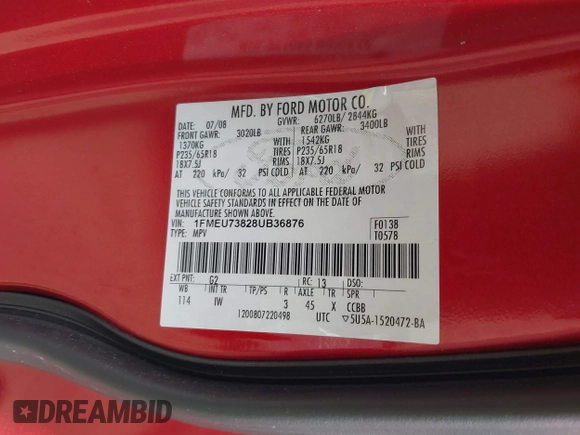 MFD. BY FORD MOTOR CO.
DATE: 07/08 GVWR: 6270LB/ 2844KG
FRONT GAWR: 3020LB REAR GAWR: 3400LB
1370KG WITH 1542KG WITH
P235/65R18 TIRES P235/65R18 TIRES
18X7.5J RIMS 18X7.5J RIMS
AT 220 kPa/ 32 PSI COLD AT 220 kPa/ 32 PSI COLD
THIS VEHICLE CONFORMS TO ALL APPLICABLE FEDERAL MOTOR
VEHICLE SAFETY STANDARDS IN EFFECT ON THE DATE OF
MANUFACTURE SHOWN ABOVE.
VIN: 1FMEU73828UB36876 F0138
TYPE: MPV T0578
EXT PNT: G2 RC: 13 DSO:
WB INT TR TP/PS R AXLE TR SPR
114 IW 3 45 X CCBB
1200807220498 UTC ▽5U5A-1520472-BA
DREAMBID